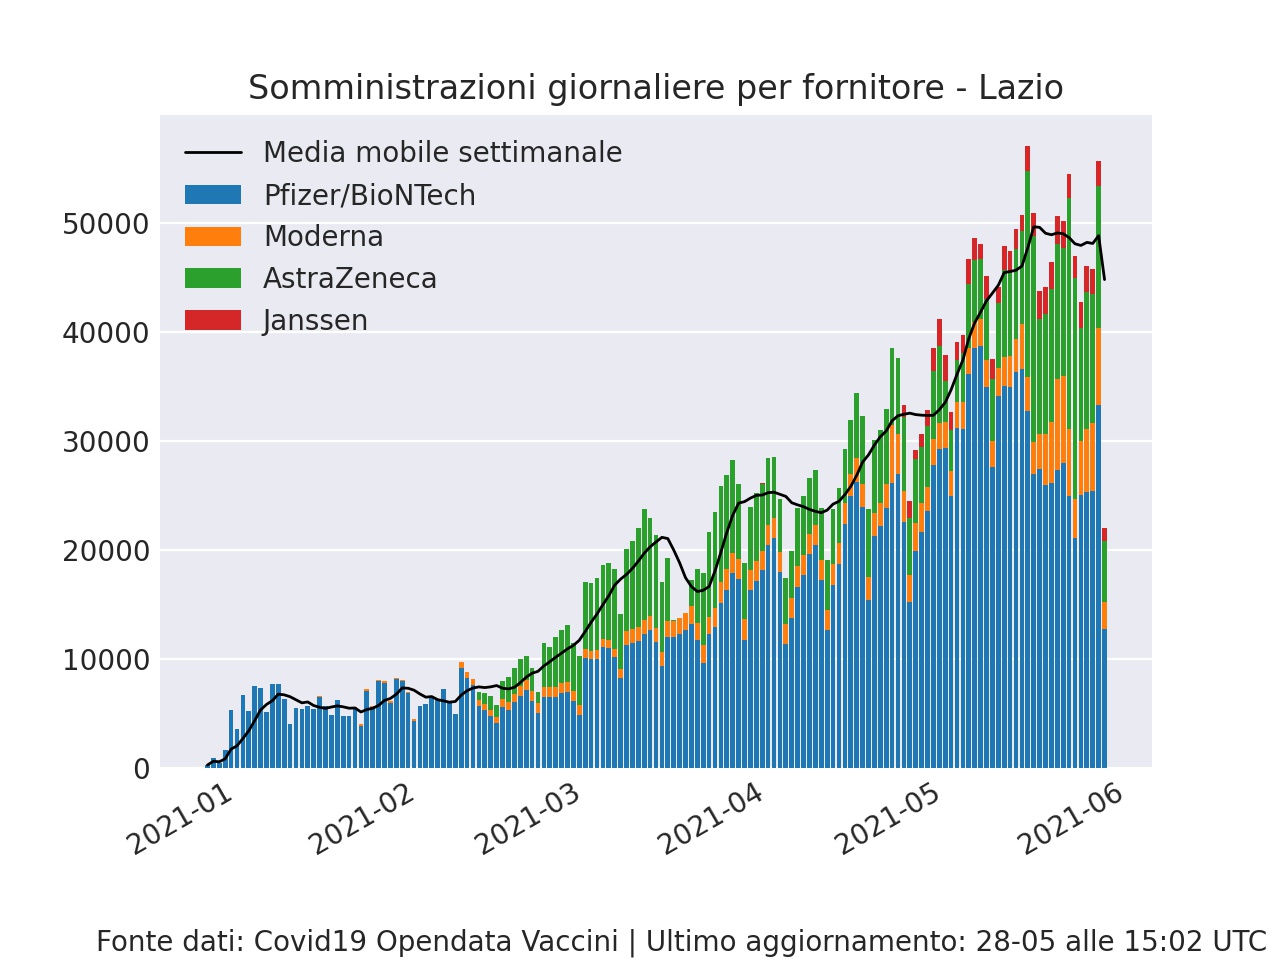 Somministrazioni giornaliere per fornitore - Lazio
Media mobile settimanale
Pfizer/BioNTech
Moderna
AstraZeneca
Janssen
50000
40000
30000
20000
10000
0
2021-01
2021-02
2021-03
2021-04
2021-05
2021-06
Fonte dati: Covid19 Opendata Vaccini | Ultimo aggiornamento: 28-05 alle 15:02 UTC